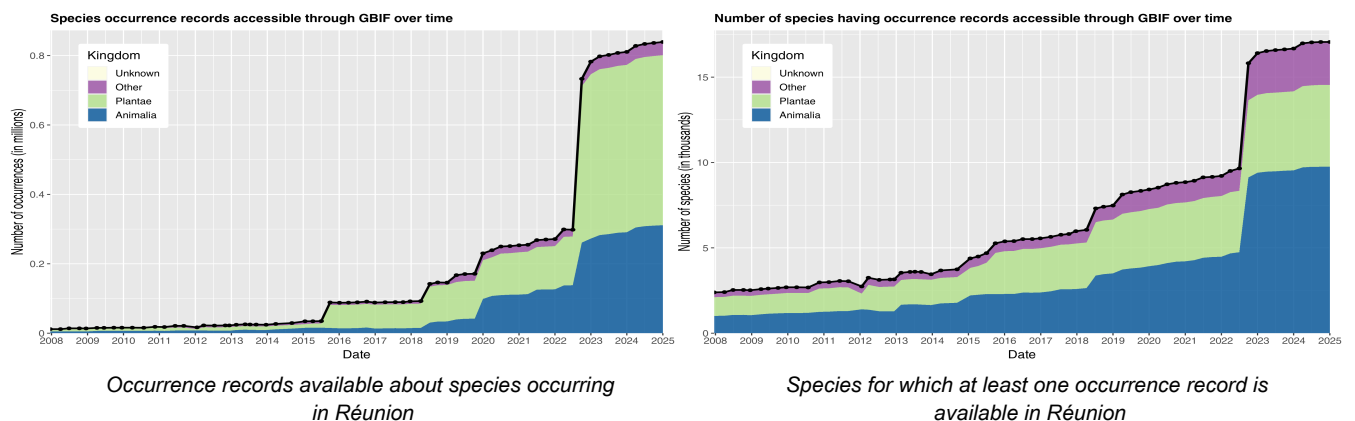 Species occurrence records accessible through GBIF over time
Number of occurrences (in millions)
0.8
0.6
0.4
0.2
0
Kingdom
Unknown
Other
Plantae
Animalia
2008 2009 2010 2011 2012 2013 2014 2015 2016 2017 2018 2019 2020 2021 2022 2023 2024 2025
Date
Occurrence records available about species occurring
in Réunion
Number of species having occurrence records accessible through GBIF over time
Number of species (in thousands)
15
10
5
0
Kingdom
Unknown
Other
Plantae
Animalia
2008 2009 2010 2011 2012 2013 2014 2015 2016 2017 2018 2019 2020 2021 2022 2023 2024 2025
Date
Species for which at least one occurrence record is
available in Réunion